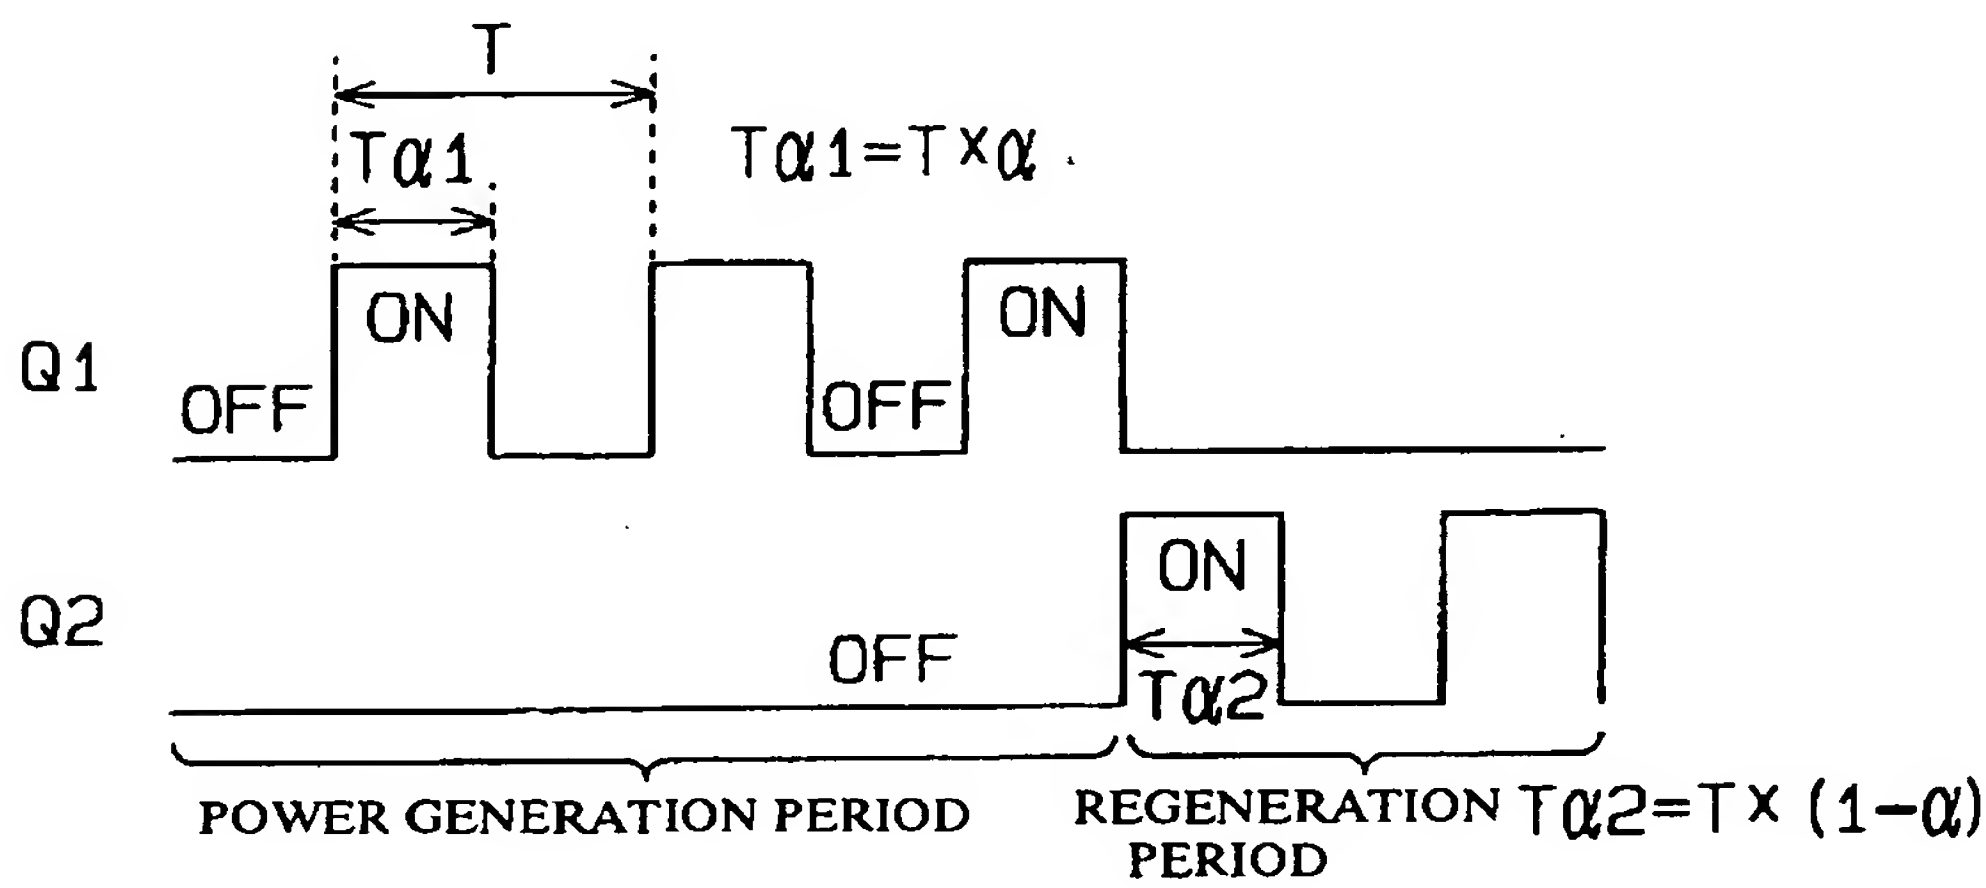 T
Tα1
Tα1=T×α
ON
ON
Q1
OFF
OFF
ON
Q2
OFF
Tα2
POWER GENERATION PERIOD
REGENERATION PERIOD
Tα2=T×(1-α)